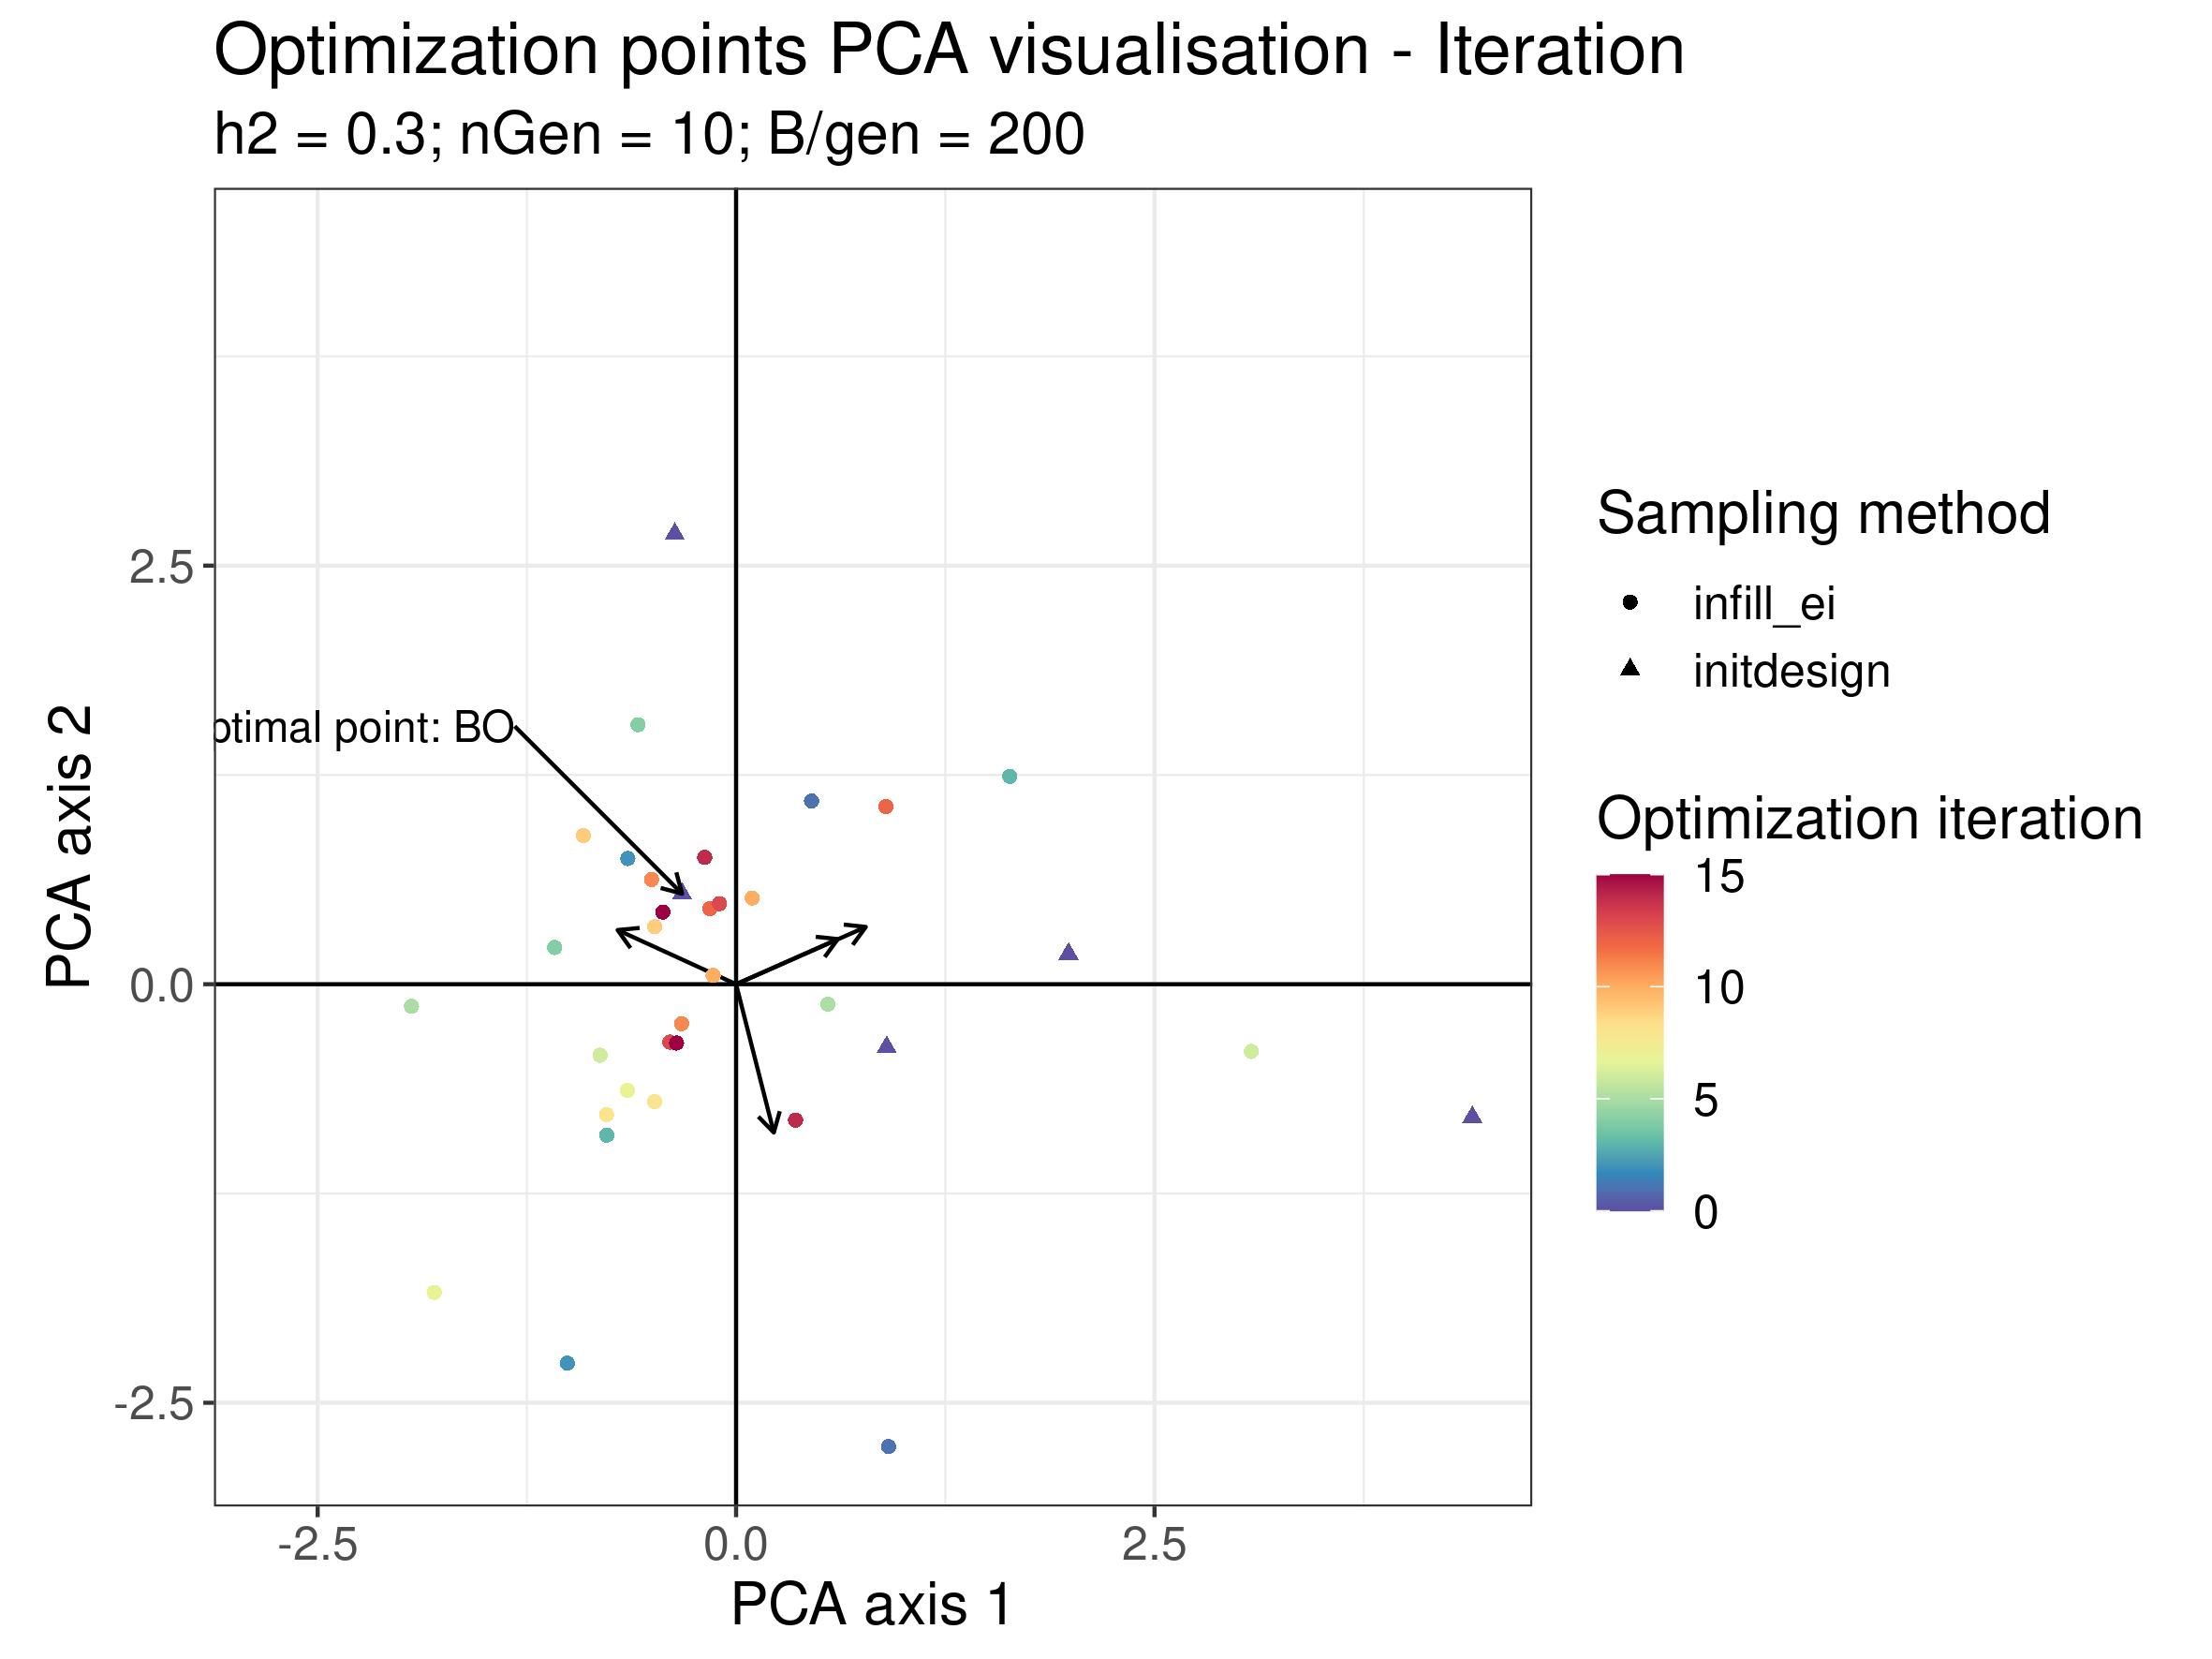 Optimization points PCA visualisation - Iteration
h2 = 0.3; nGen = 10; B/gen = 200
PCA axis 2
2.5
0.0
-2.5
ptimal point: BO
-2.5
0.0
2.5
PCA axis 1
Sampling method
infill_ei
initdesign
Optimization iteration
15
10
5
0